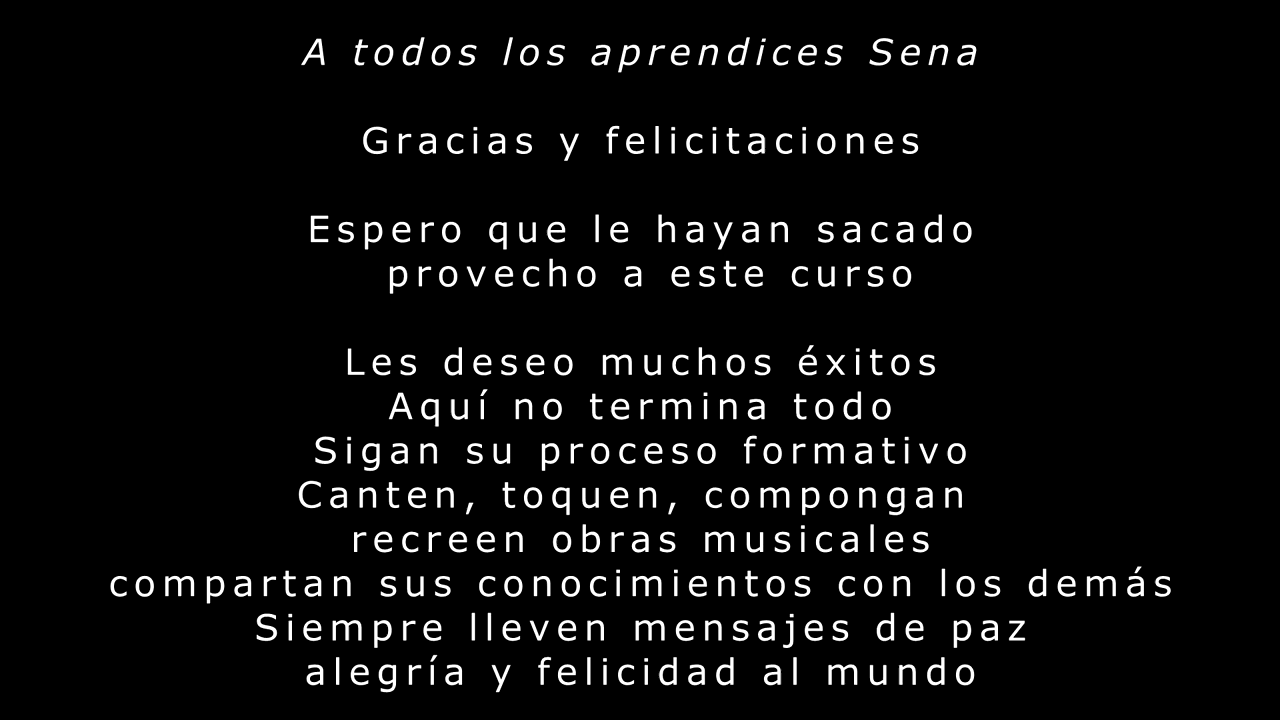 A todos los aprendices Sena
Gracias y felicitaciones
Espero que le hayan sacado
provecho a este curso
Les deseo muchos éxitos
Aquí no termina todo
Sigan su proceso formativo
Canten, toquen, compongan
recreen obras musicales
compartan sus conocimientos con los demás
Siempre lleven mensajes de paz
alegría y felicidad al mundo